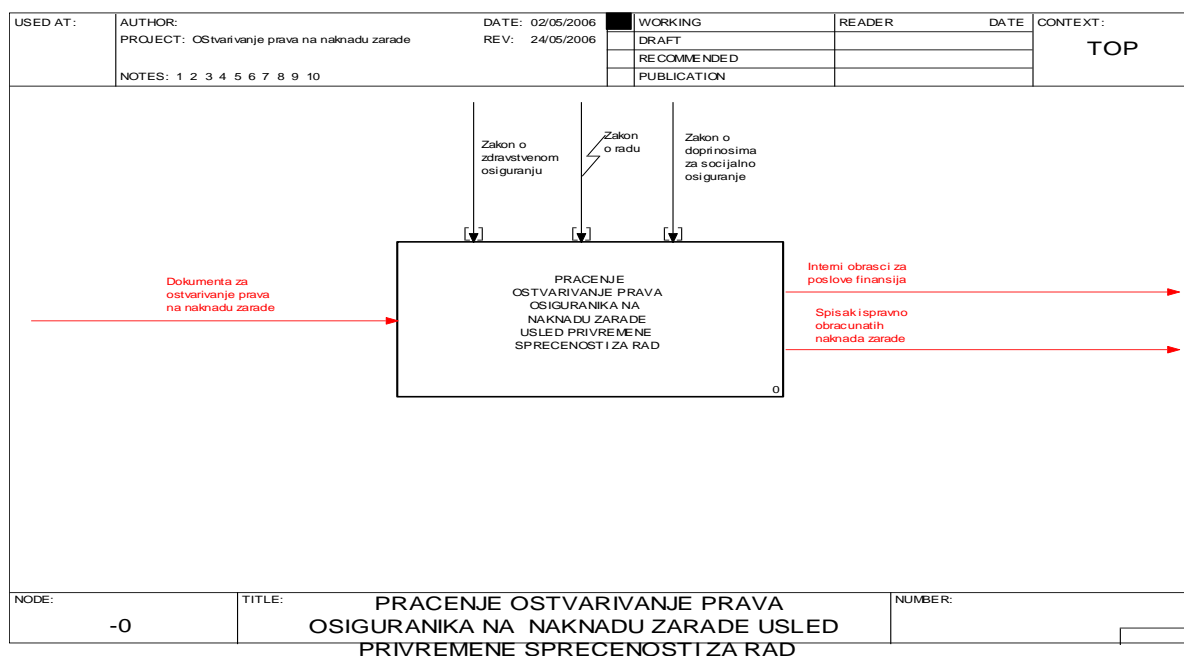 USED AT:
AUTHOR:
DATE: 02/05/2006
PROJECT: OStvarivanje prava na naknadu zarade
REV: 24/05/2006
NOTES: 1 2 3 4 5 6 7 8 9 10
WORKING
DRAFT
RECOMMENDED
PUBLICATION
READER
DATE
CONTEXT:
TOP
Zakon o
zdravstvenom
osiguranju
Zakon
o radu
Zakon o
doprinosima
za socijalno
osiguranje
Dokumenta za
ostvarivanje prava
na naknadu zarade
PRACENJE
OSTVARIVANJE PRAVA
OSIGURANIKA NA
NAKNADU ZARADE
USLED PRIVREMENE
SPRECENOSTI ZA RAD
0
Interni obrasci za
poslove finansija
Spisak ispravno
obracunatih
naknada zarade
NODE:
-0
TITLE:
PRACENJE OSTVARIVANJE PRAVA
OSIGURANIKA NA NAKNADU ZARADE USLED
PRIVREMENE SPRECENOSTI ZA RAD
NUMBER: